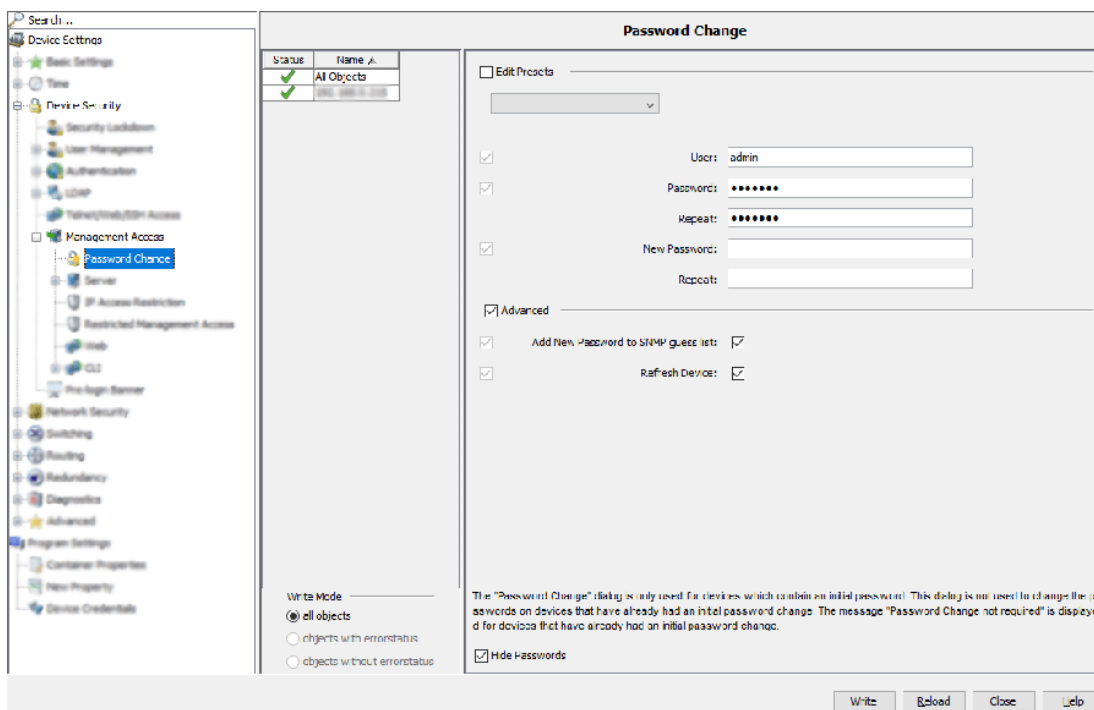 Search...
Device Settings
Basic Settings
Time
Device Security
Security Lockdown
User Management
Authentication
LDAP
Telnet/Web/SSH Access
Management Access
Password Change
Server
IP Access Restriction
Restricted Management Access
Web
CLI
Pre-login Banner
Network Security
Switching
Routing
Redundancy
Diagnostics
Advanced
Program Settings
Container Properties
New Property
Device Credentials
Status Name
All Objects
Write Mode
all objects
objects with errorstatus
objects without errorstatus
Password Change
Edit Presets
User: admin
Password: •••••••
Repeat: •••••••
New Password:
Repeat:
Advanced
Add New Password to SNMP guess list:
Refresh Device:
The "Password Change" dialog is only used for devices which contain an initial password. This dialog is not used to change the p
sswords on devices that have already had an initial password change. The message "Password Change not required" is displaye
d for devices that have already had an initial password change.
Hide Passwords
Write Reload Close Help